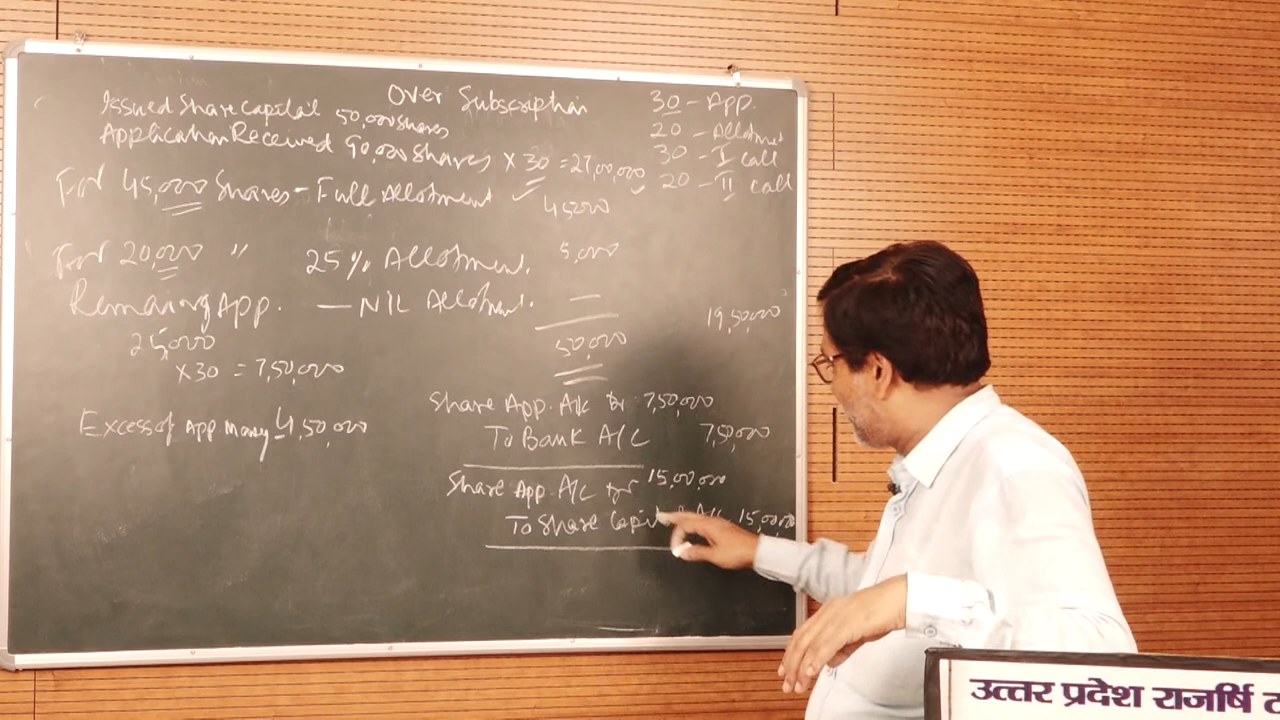 Over Subscription
Issued Share Capital 50,000 shares
Application Received 90,000 Shares × 30 = 27,00,000
30 - App.
20 - Allotment
30 - I call
20 - II call
For 45,000 Shares - Full Allotment ✓ 45000
For 20,000 " 25% Allotment. 5,000
Remaining App. — NIL Allotment. —
25,000
50,000
19,50,000
×30 = 7,50,000
Excess of App Money 4,50,000
Share App. A/c Dr 7,50,000
To Bank A/C 7,50,000
Share App. A/c Dr 15,00,000
To Share Capital A/c 15,00,000
उत्तर प्रदेश राजर्षि